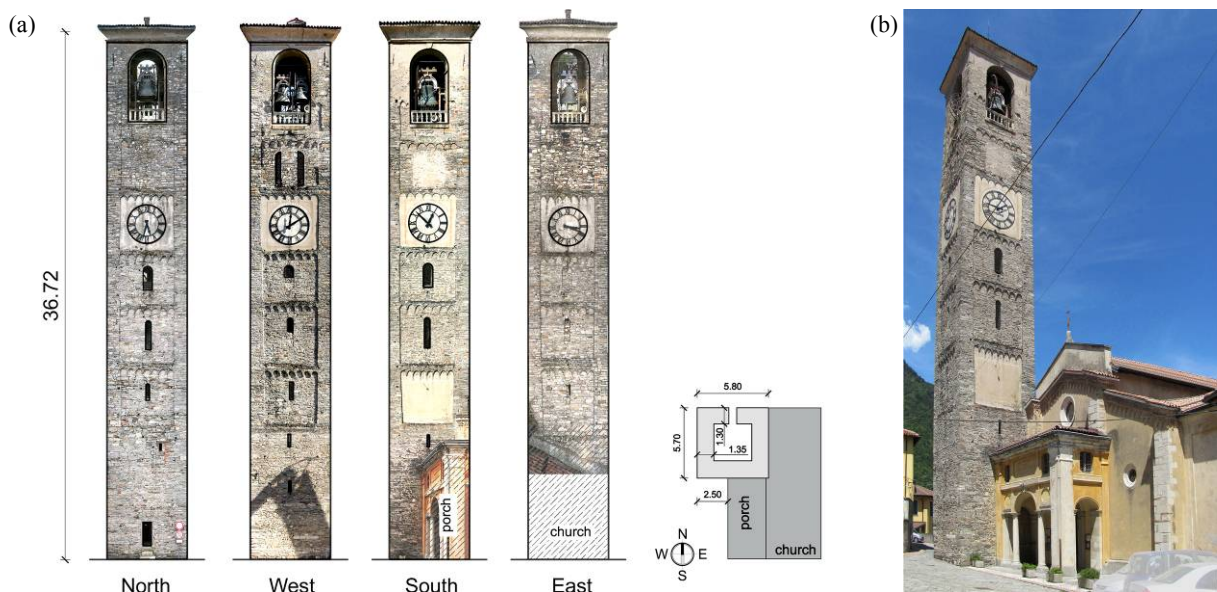 (a)
(b)
36.72
porch
church
North
West
South
East
5.80
5.70
1.30
1.35
2.50
porch
church
N
W E
S